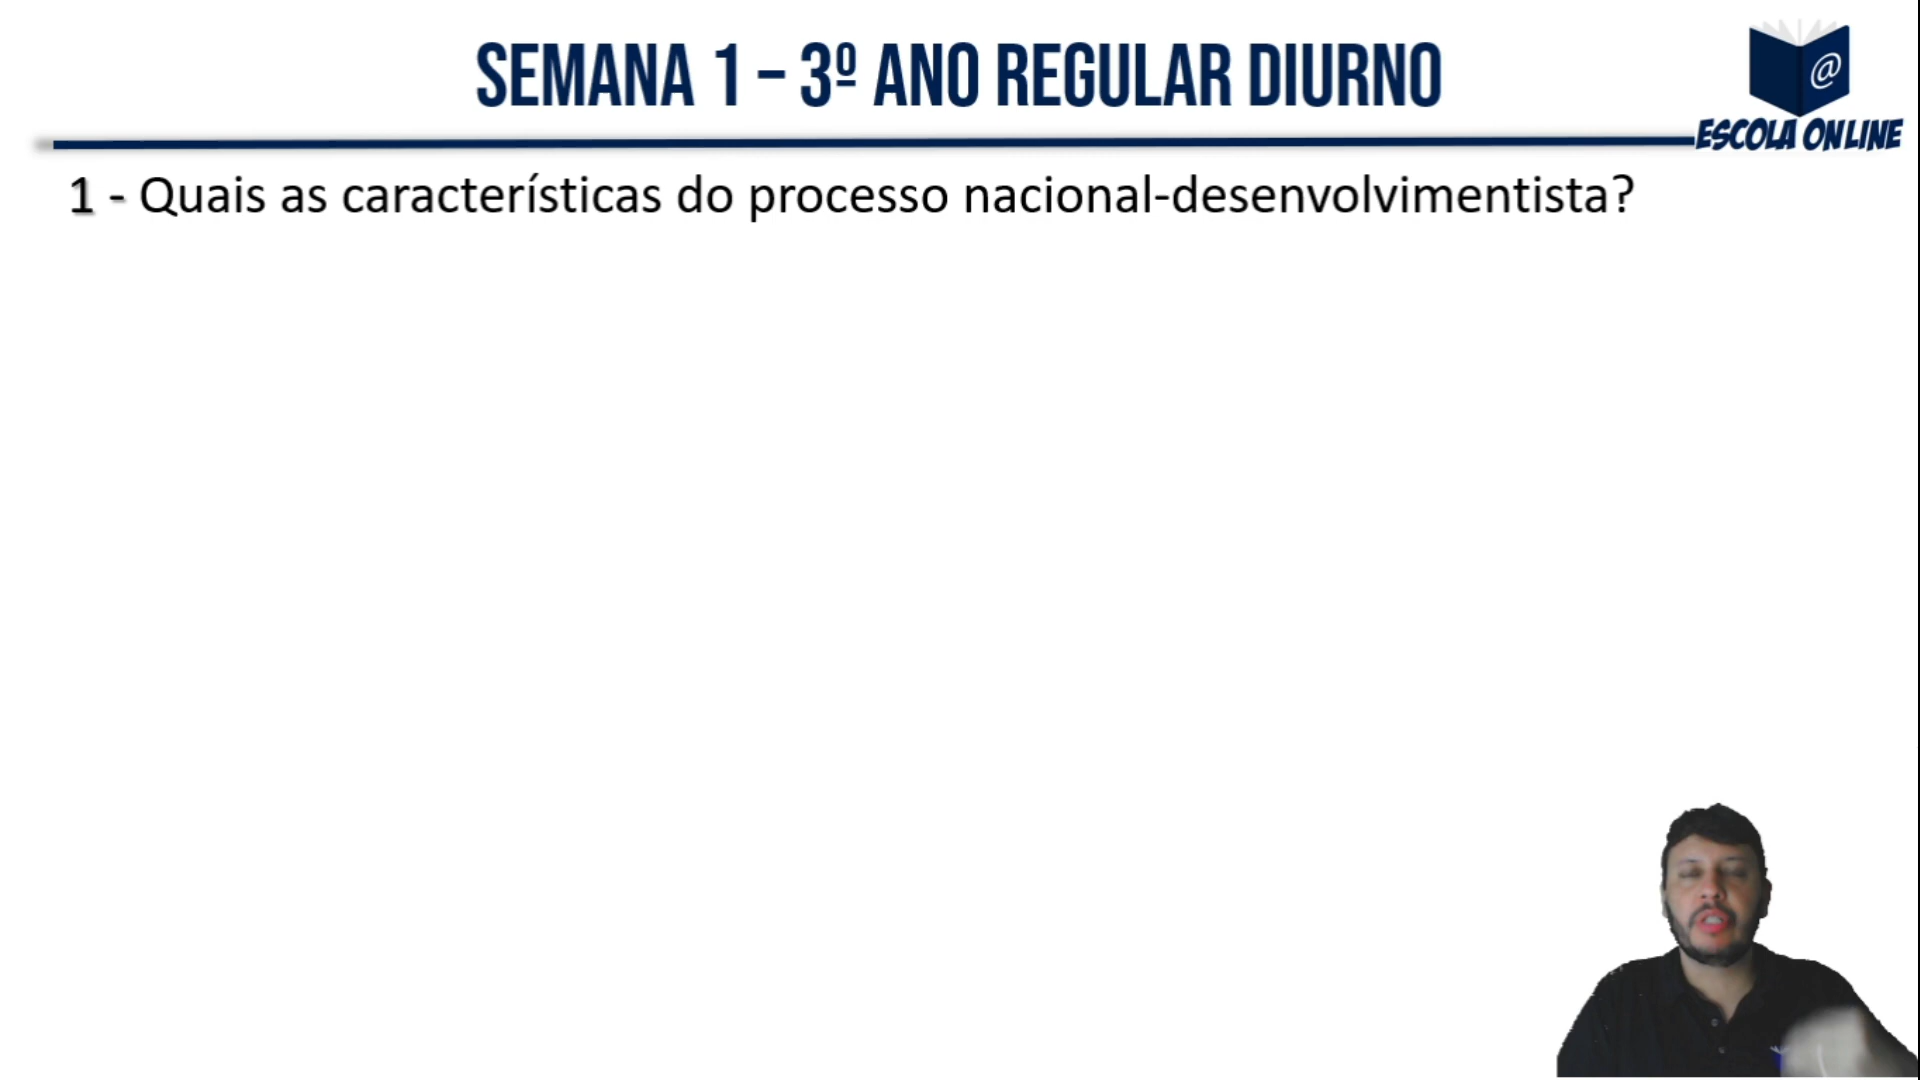 SEMANA 1 – 3º ANO REGULAR DIURNO
@
ESCOLA ONLINE
1 - Quais as características do processo nacional-desenvolvimentista?